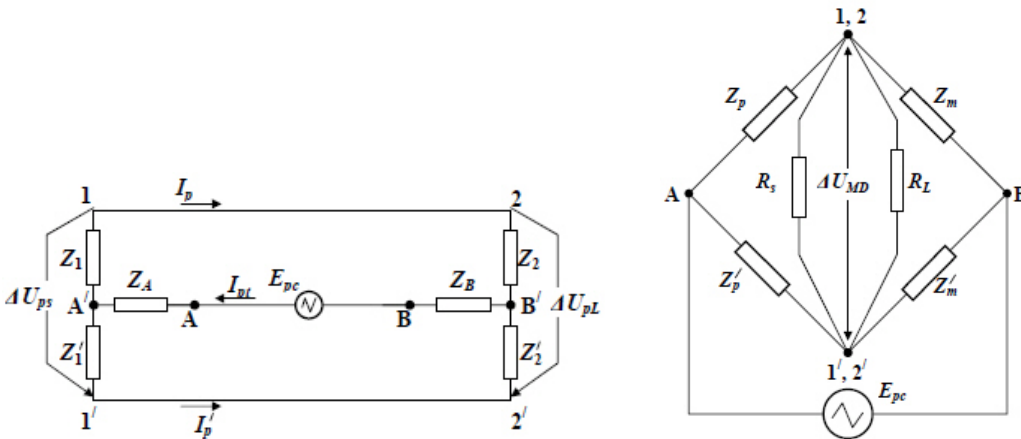 1 I_p 2
Z_1 Z_A I_pt E_pc Z_B Z_2
ΔU_ps A^/ A B B^/ ΔU_pL
Z_1^/ Z_2^/
1^/ I_p^/ 2^/
1, 2
Z_p Z_m
A R_s ΔU_MD R_L B
Z_p^/ Z_m^/
1^/, 2^/
E_pc